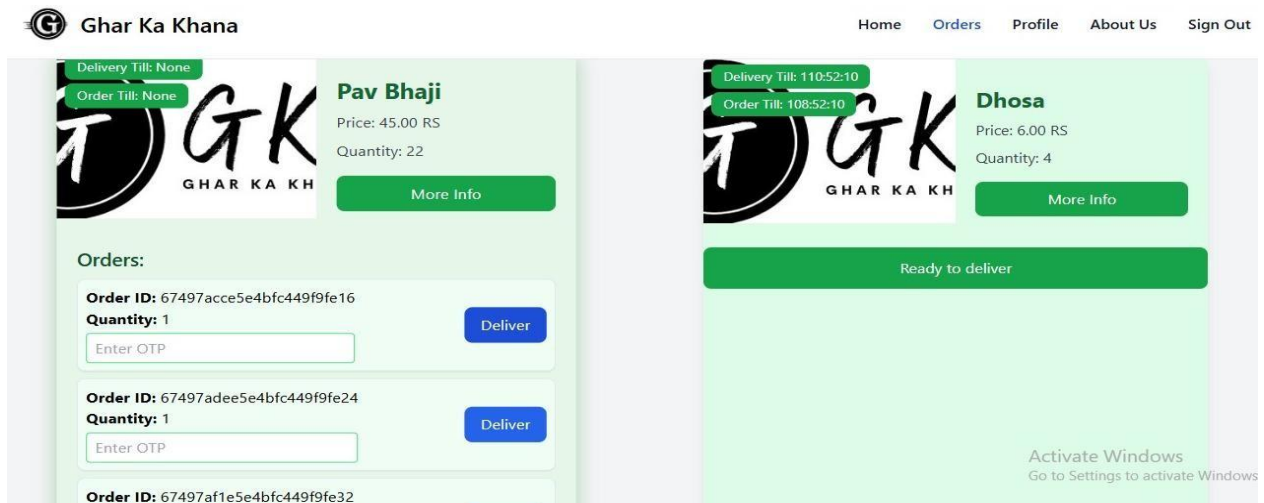 G Ghar Ka Khana
Home Orders Profile About Us Sign Out
Delivery Till: None
Order Till: None
GK
GHAR KA KH
Pav Bhaji
Price: 45.00 RS
Quantity: 22
More Info
Orders:
Order ID: 67497acce5e4bfc449f9fe16
Quantity: 1
Enter OTP
Deliver
Order ID: 67497adee5e4bfc449f9fe24
Quantity: 1
Enter OTP
Deliver
Order ID: 67497af1e5e4bfc449f9fe32
Delivery Till: 110:52:10
Order Till: 108:52:10
GK
GHAR KA KH
Dhosa
Price: 6.00 RS
Quantity: 4
More Info
Ready to deliver
Activate Windows
Go to Settings to activate Windows